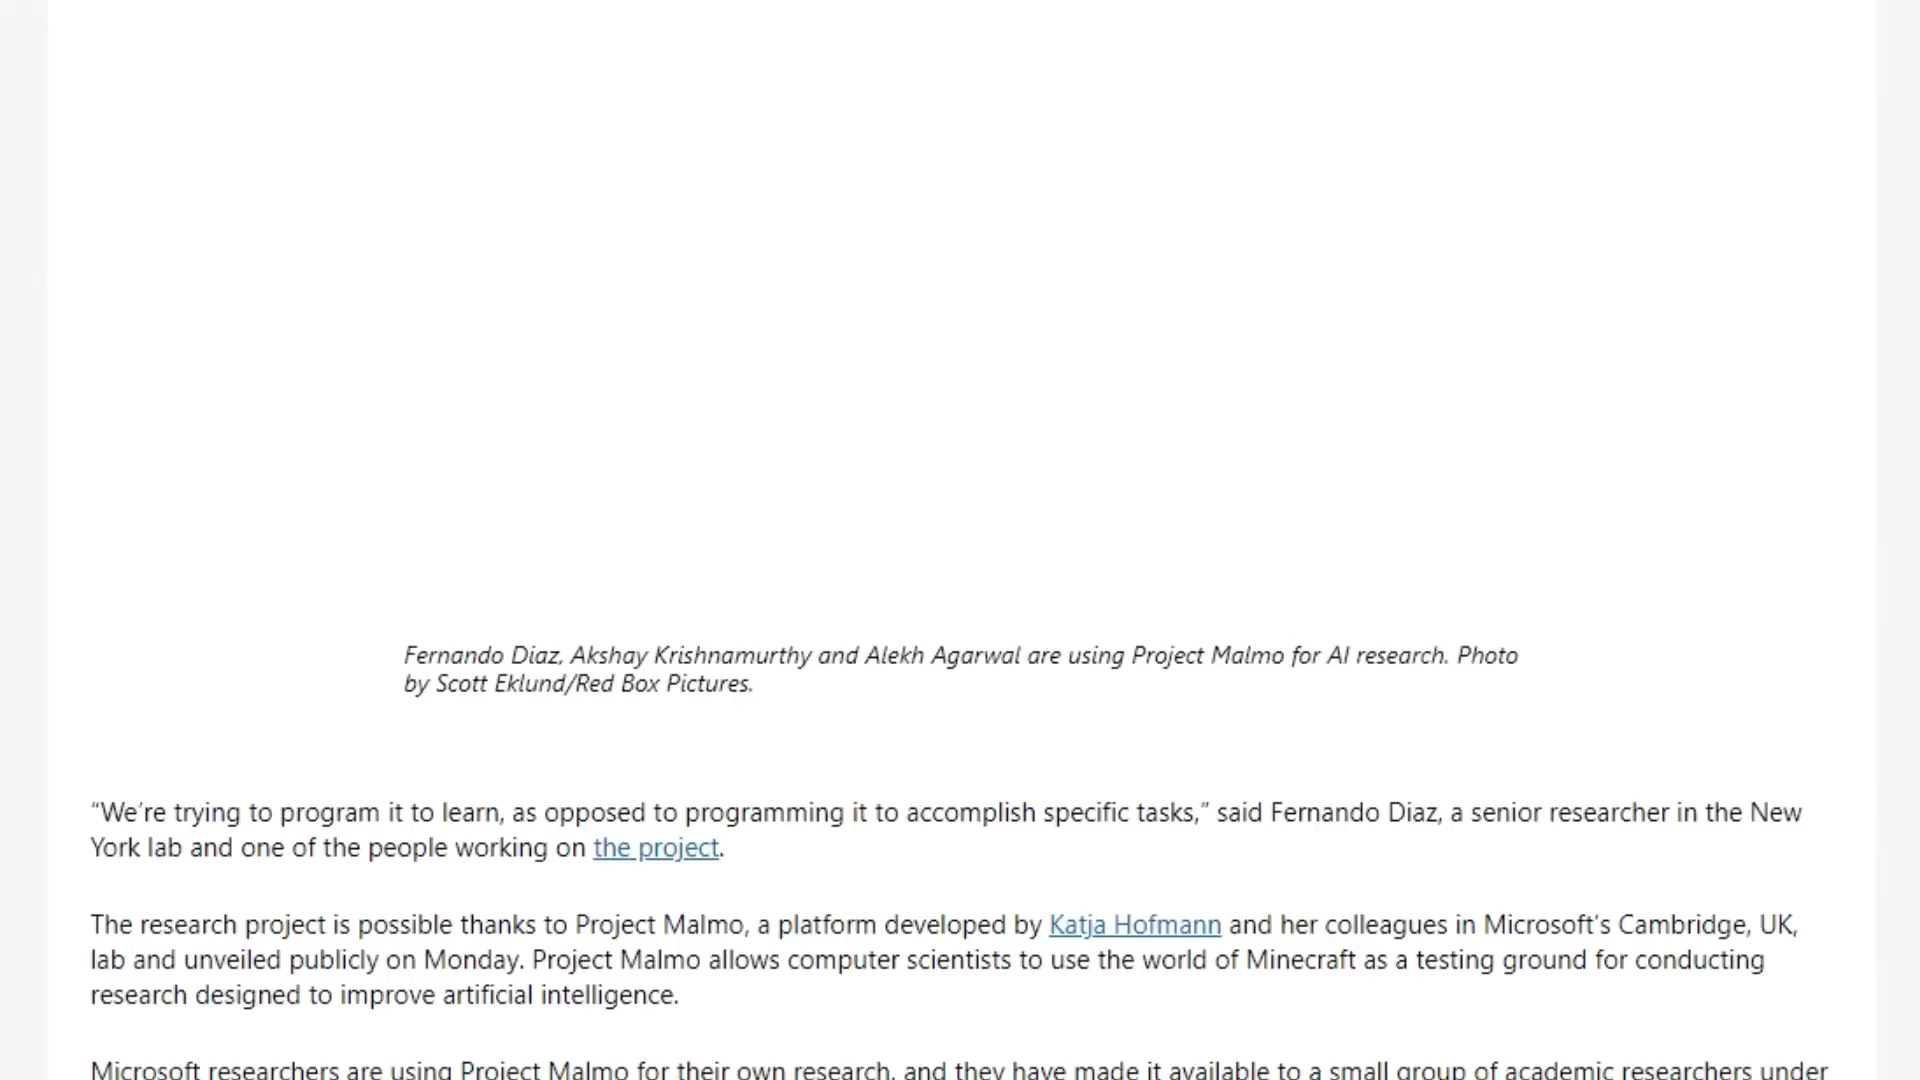 Fernando Diaz, Akshay Krishnamurthy and Alekh Agarwal are using Project Malmo for AI research. Photo
by Scott Eklund/Red Box Pictures.
“We’re trying to program it to learn, as opposed to programming it to accomplish specific tasks,” said Fernando Diaz, a senior researcher in the New
York lab and one of the people working on the project.
The research project is possible thanks to Project Malmo, a platform developed by Katja Hofmann and her colleagues in Microsoft’s Cambridge, UK,
lab and unveiled publicly on Monday. Project Malmo allows computer scientists to use the world of Minecraft as a testing ground for conducting
research designed to improve artificial intelligence.
Microsoft researchers are using Project Malmo for their own research, and they have made it available to a small group of academic researchers under